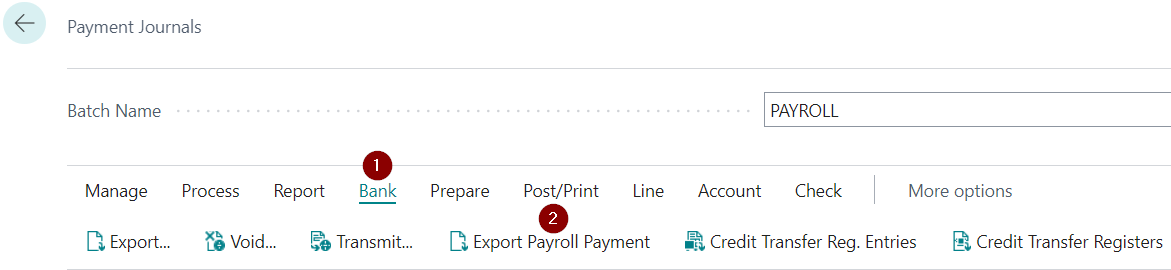 Payment Journals
Batch Name PAYROLL
1
Manage Process Report Bank Prepare Post/Print Line Account Check More options
2
Export... Void... Transmit... Export Payroll Payment Credit Transfer Reg. Entries Credit Transfer Registers